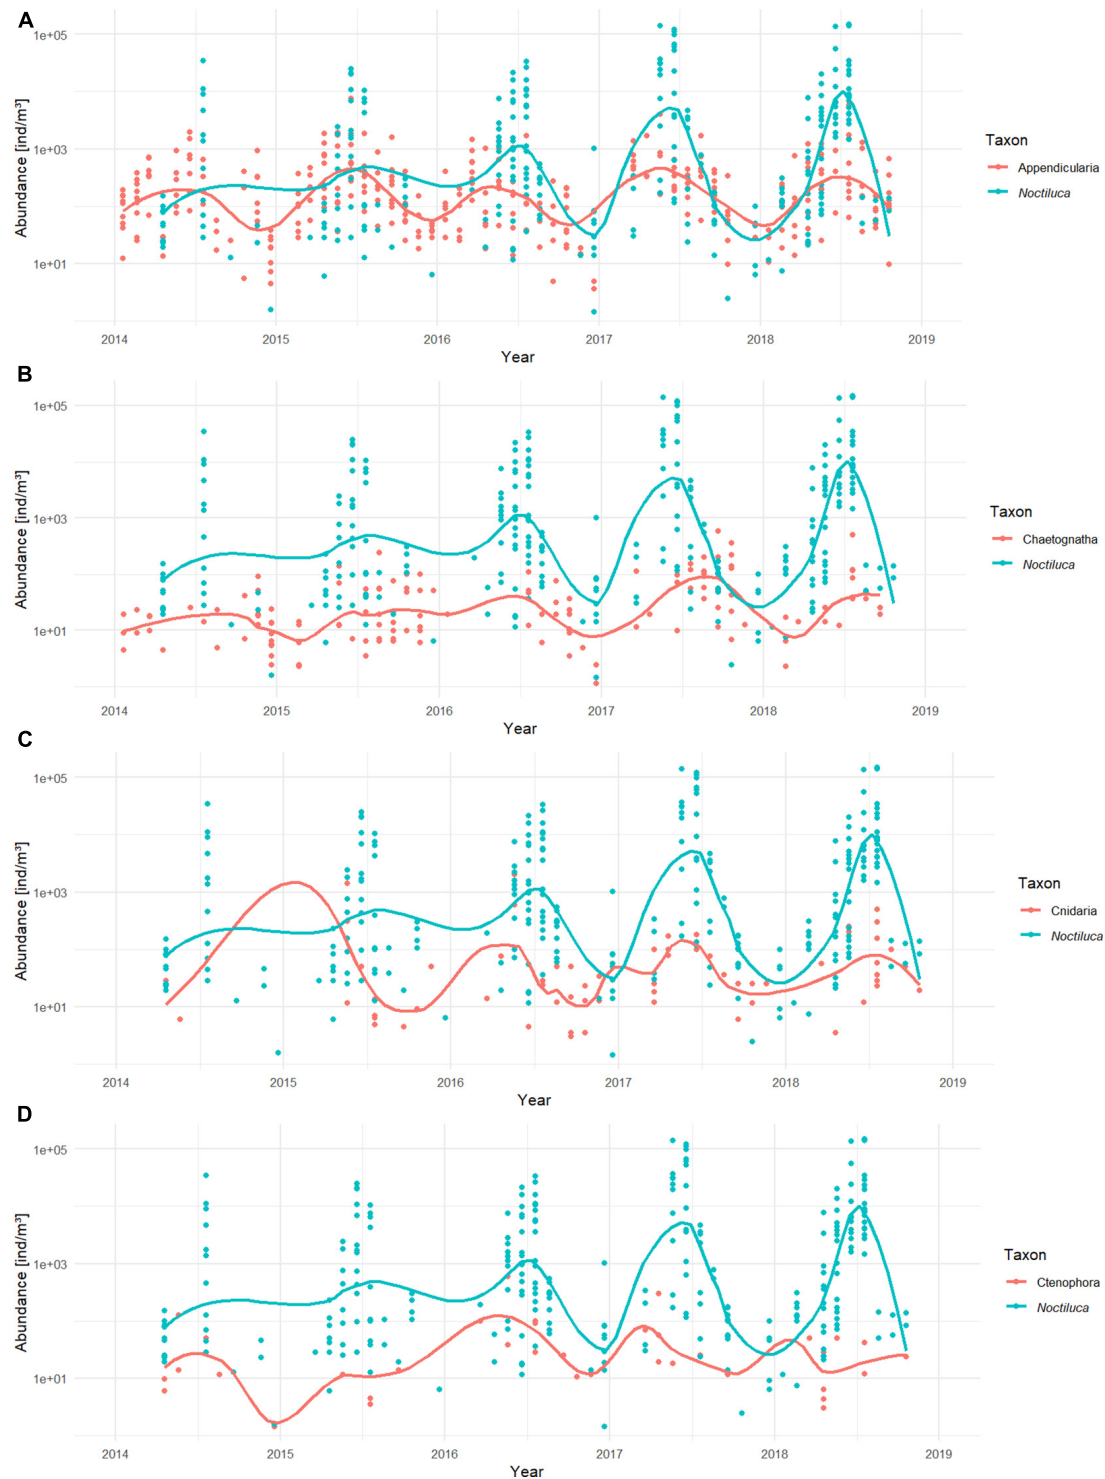 A
1e+05
1e+03
1e+01
Abundance [ind/m³]
2014 2015 2016 2017 2018 2019
Year
Taxon
Appendicularia
Noctiluca
B
1e+05
1e+03
1e+01
Abundance [ind/m³]
2014 2015 2016 2017 2018 2019
Year
Taxon
Chaetognatha
Noctiluca
C
1e+05
1e+03
1e+01
Abundance [ind/m³]
2014 2015 2016 2017 2018 2019
Year
Taxon
Cnidaria
Noctiluca
D
1e+05
1e+03
1e+01
Abundance [ind/m³]
2014 2015 2016 2017 2018 2019
Year
Taxon
Ctenophora
Noctiluca